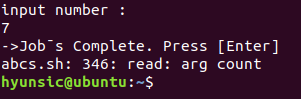 input number :
7
->Job¯s Complete. Press [Enter]
abcs.sh: 346: read: arg count
hyunsic@ubuntu:~$